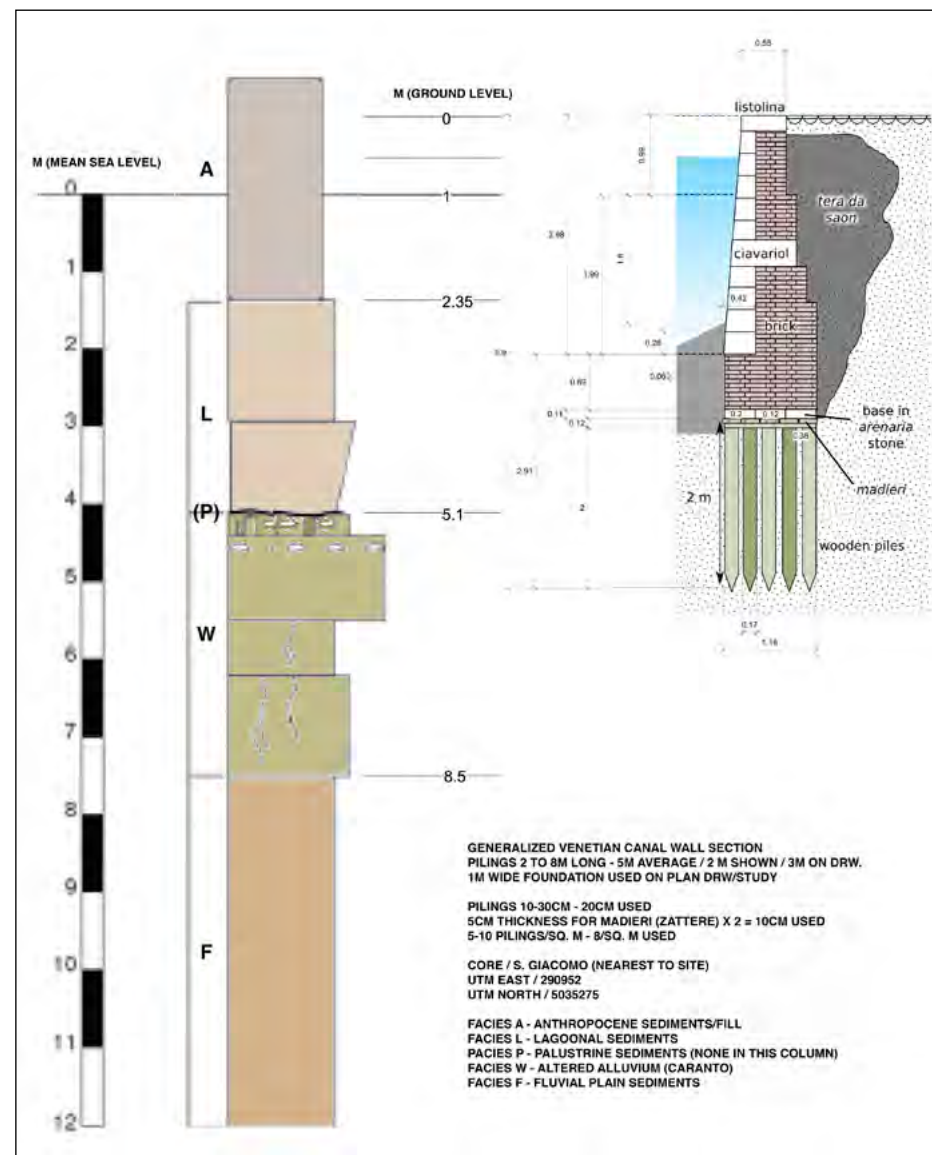 M (GROUND LEVEL)
0
M (MEAN SEA LEVEL)
0
1
2
3
4
5
6
7
8
9
10
11
12
A
L
(P)
W
F
1
2.35
5.1
8.5
0.55
listolina
tera da
saon
ciavariol
0.42
brick
0.98
2.88
1.99
1.6
0.26
0.69
0.11
0.12
2.91
2
0.2
0.12
base in
arenaria
stone
madieri
2 m
wooden piles
0.17
1.16
GENERALIZED VENETIAN CANAL WALL SECTION
PILINGS 2 TO 8M LONG - 5M AVERAGE / 2 M SHOWN / 3M ON DRW.
1M WIDE FOUNDATION USED ON PLAN DRW/STUDY
PILINGS 10-30CM - 20CM USED
5CM THICKNESS FOR MADIERI (ZATTERE) X 2 = 10CM USED
5-10 PILINGS/SQ. M - 8/SQ. M USED
CORE / S. GIACOMO (NEAREST TO SITE)
UTM EAST / 290952
UTM NORTH / 5035275
FACIES A - ANTHROPOCENE SEDIMENTS/FILL
FACIES L - LAGOONAL SEDIMENTS
PACIES P - PALUSTRINE SEDIMENTS (NONE IN THIS COLUMN)
FACIES W - ALTERED ALLUVIUM (CARANTO)
FACIES F - FLUVIAL PLAIN SEDIMENTS